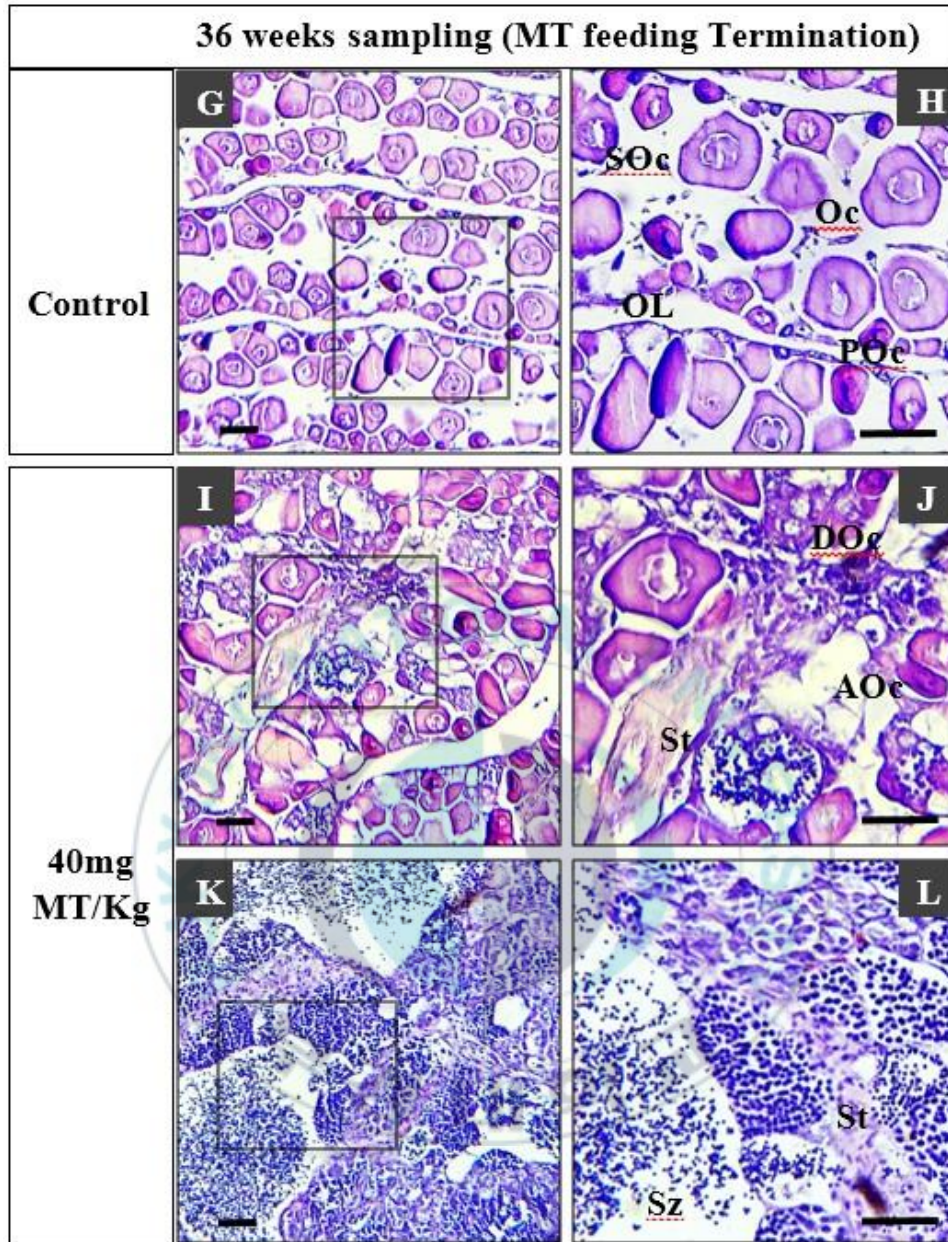 36 weeks sampling (MT feeding Termination)
Control
G
H
SOc
Oc
OL
POc
40mg
MT/Kg
I
J
DOc
AOc
St
K
L
St
Sz